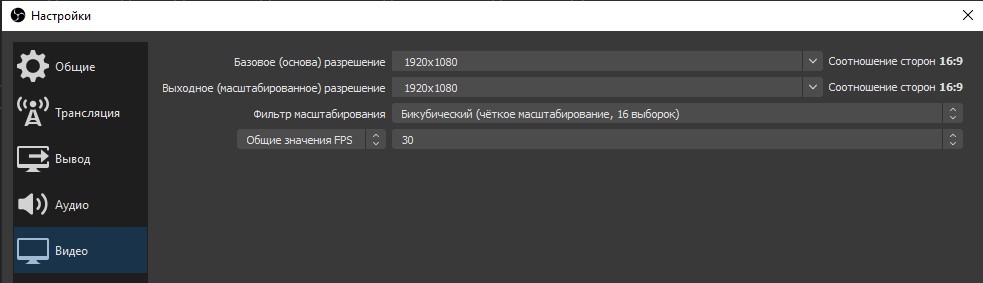 Настройки
Общие
Трансляция
Вывод
Аудио
Видео
Базовое (основа) разрешение 1920x1080 Соотношение сторон 16:9
Выходное (масштабированное) разрешение 1920x1080 Соотношение сторон 16:9
Фильтр масштабирования Бикубический (чёткое масштабирование, 16 выборок)
Общие значения FPS 30